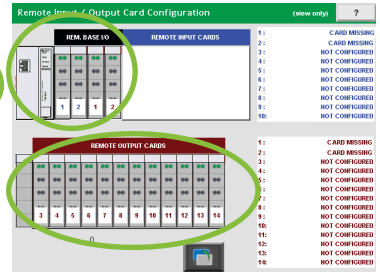 Remote Input / Output Card Configuration (view only) ?
REM. BASE I/O REMOTE INPUT CARDS
1 2 1 2
1: CARD MISSING
2: CARD MISSING
3: NOT CONFIGURED
4: NOT CONFIGURED
5: NOT CONFIGURED
6: NOT CONFIGURED
7: NOT CONFIGURED
8: NOT CONFIGURED
9: NOT CONFIGURED
10: NOT CONFIGURED
REMOTE OUTPUT CARDS
3 4 5 6 7 8 9 10 11 12 13 14
0
1: CARD MISSING
2: CARD MISSING
3: NOT CONFIGURED
4: NOT CONFIGURED
5: NOT CONFIGURED
6: NOT CONFIGURED
7: NOT CONFIGURED
8: NOT CONFIGURED
9: NOT CONFIGURED
10: NOT CONFIGURED
11: NOT CONFIGURED
12: NOT CONFIGURED
13: NOT CONFIGURED
14: NOT CONFIGURED